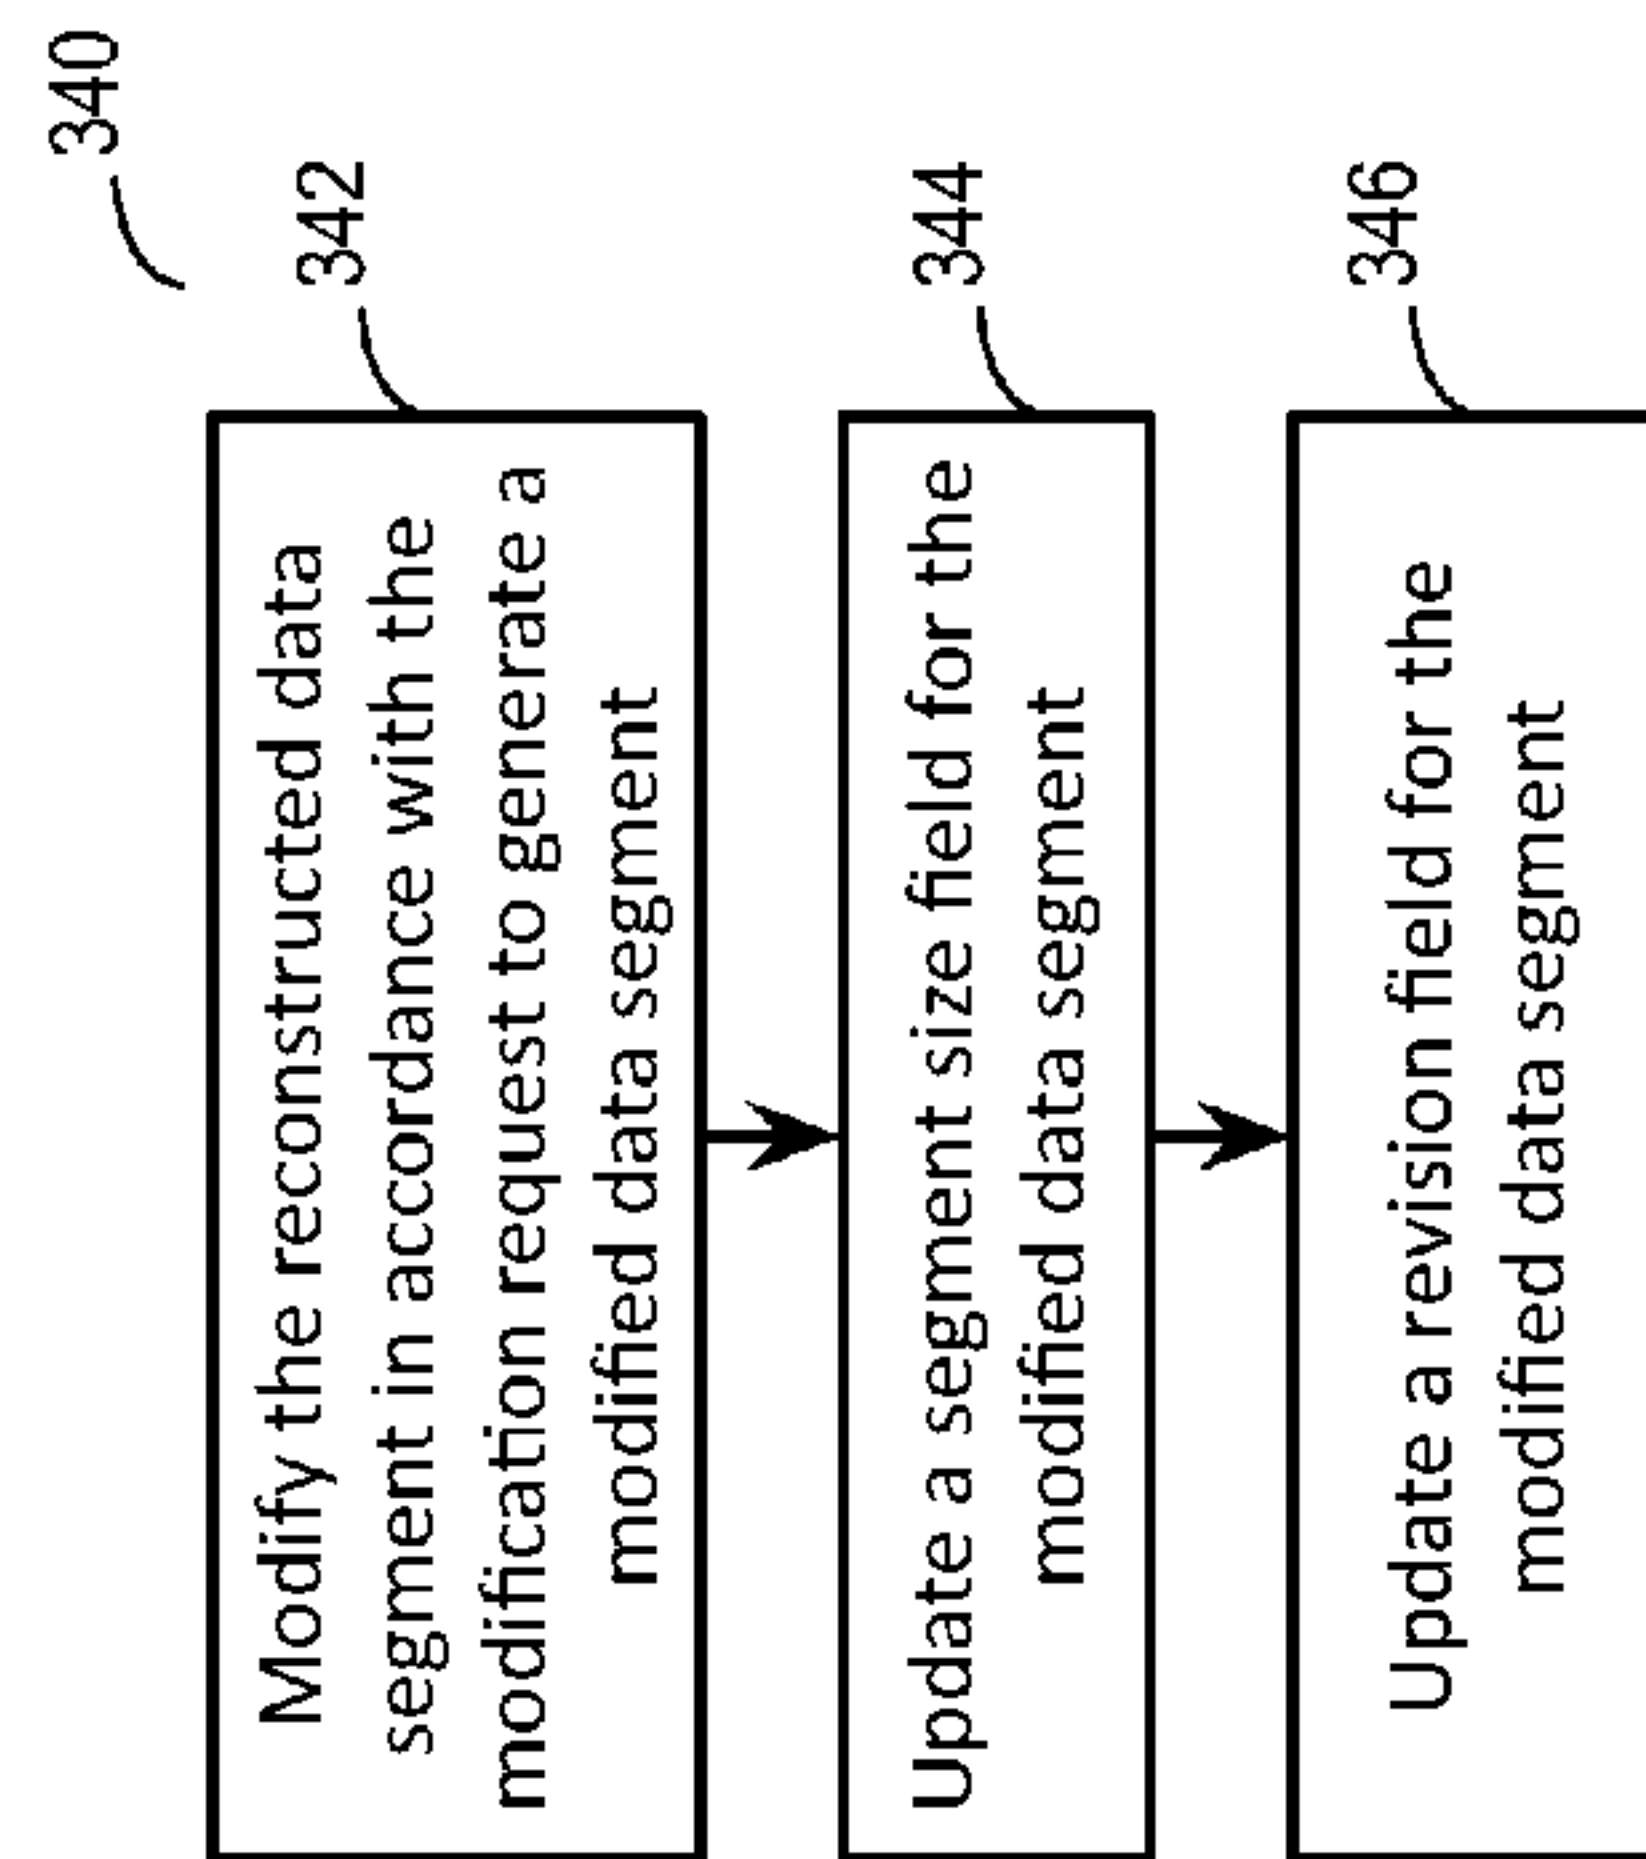 340
342
Modify the reconstructed data
segment in accordance with the
modification request to generate a
modified data segment
344
Update a segment size field for the
modified data segment
346
Update a revision field for the
modified data segment